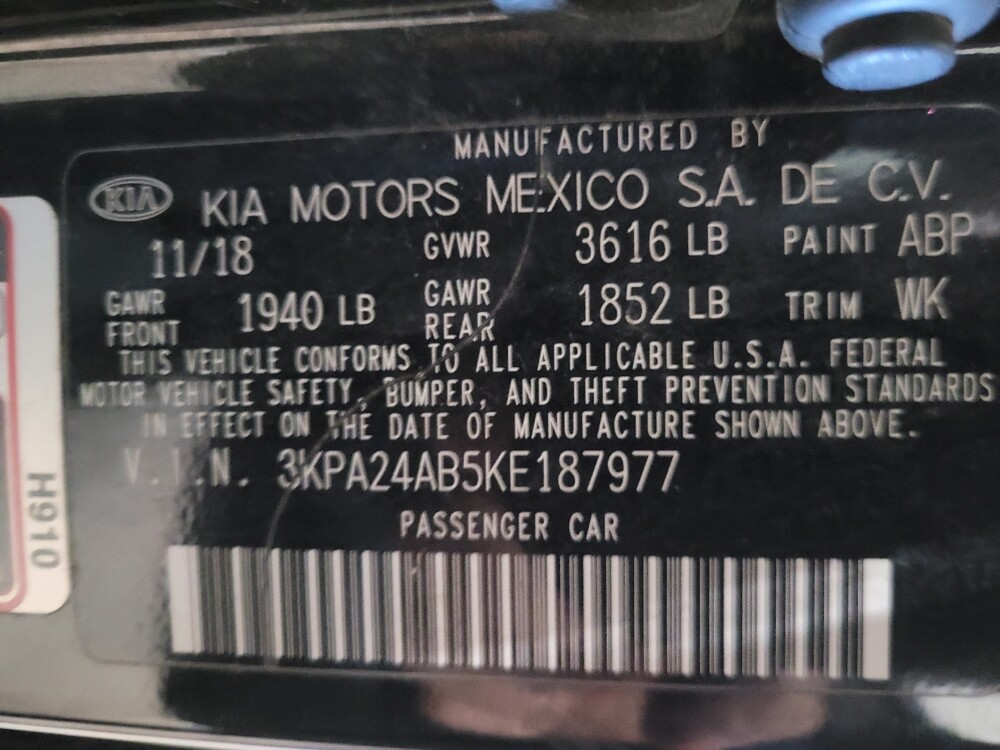 MANUFACTURED BY
KIA KIA MOTORS MEXICO S.A. DE C.V.
11/18 GVWR 3616 LB PAINT ABP
GAWR FRONT 1940 LB GAWR REAR 1852 LB TRIM WK
THIS VEHICLE CONFORMS TO ALL APPLICABLE U.S.A. FEDERAL
MOTOR VEHICLE SAFETY, BUMPER, AND THEFT PREVENTION STANDARDS
IN EFFECT ON THE DATE OF MANUFACTURE SHOWN ABOVE.
V.I.N. 3KPA24AB5KE187977
PASSENGER CAR
H910